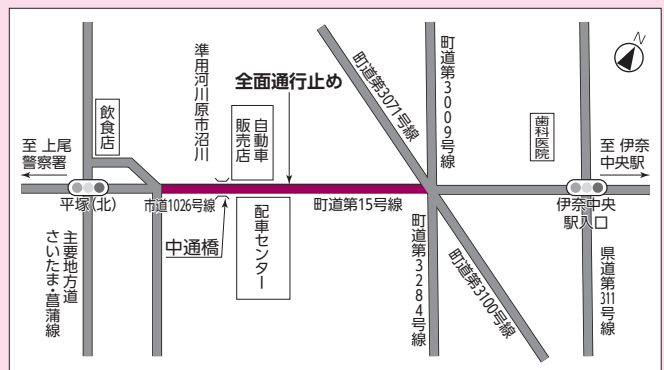 N
準用河川原市沼川
全面通行止め
町道第3071号線
町道第3009号線
飲食店
自動車
販売店
歯科医院
至 上尾
警察署
至 伊奈
中央駅
平塚(北)
市道1026号線
町道第15号線
伊奈中央
駅入口
中通橋
配車センター
主要地方道
さいたま・菖蒲線
町道第3284号線
町道第3100号線
県道第311号線